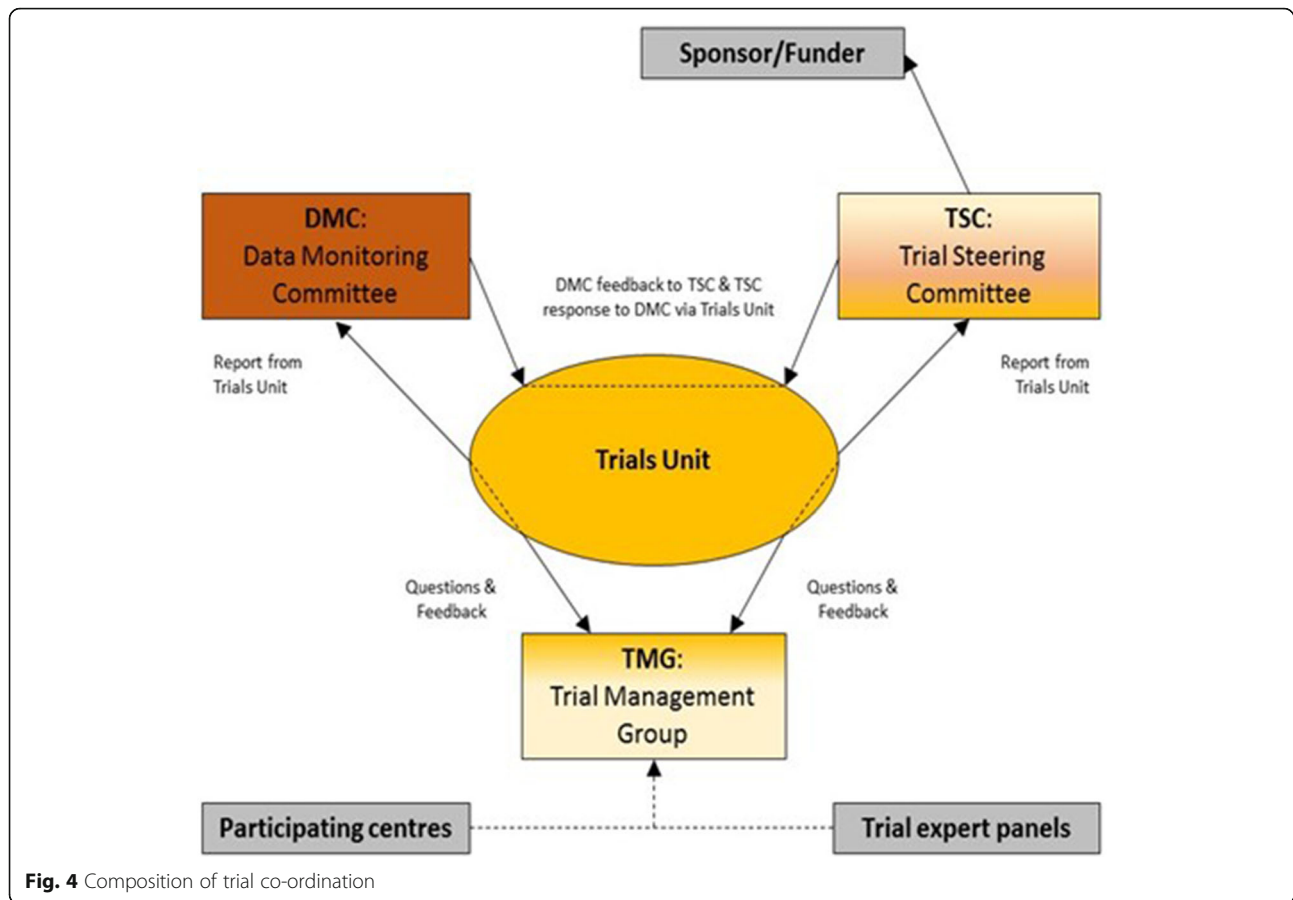 Sponsor/Funder
DMC:
Data Monitoring
Committee
TSC:
Trial Steering
Committee
DMC feedback to TSC & TSC
response to DMC via Trials Unit
Report from
Trials Unit
Report from
Trials Unit
Trials Unit
Questions &
Feedback
Questions &
Feedback
TMG:
Trial Management
Group
Participating centres
Trial expert panels
Fig. 4 Composition of trial co-ordination